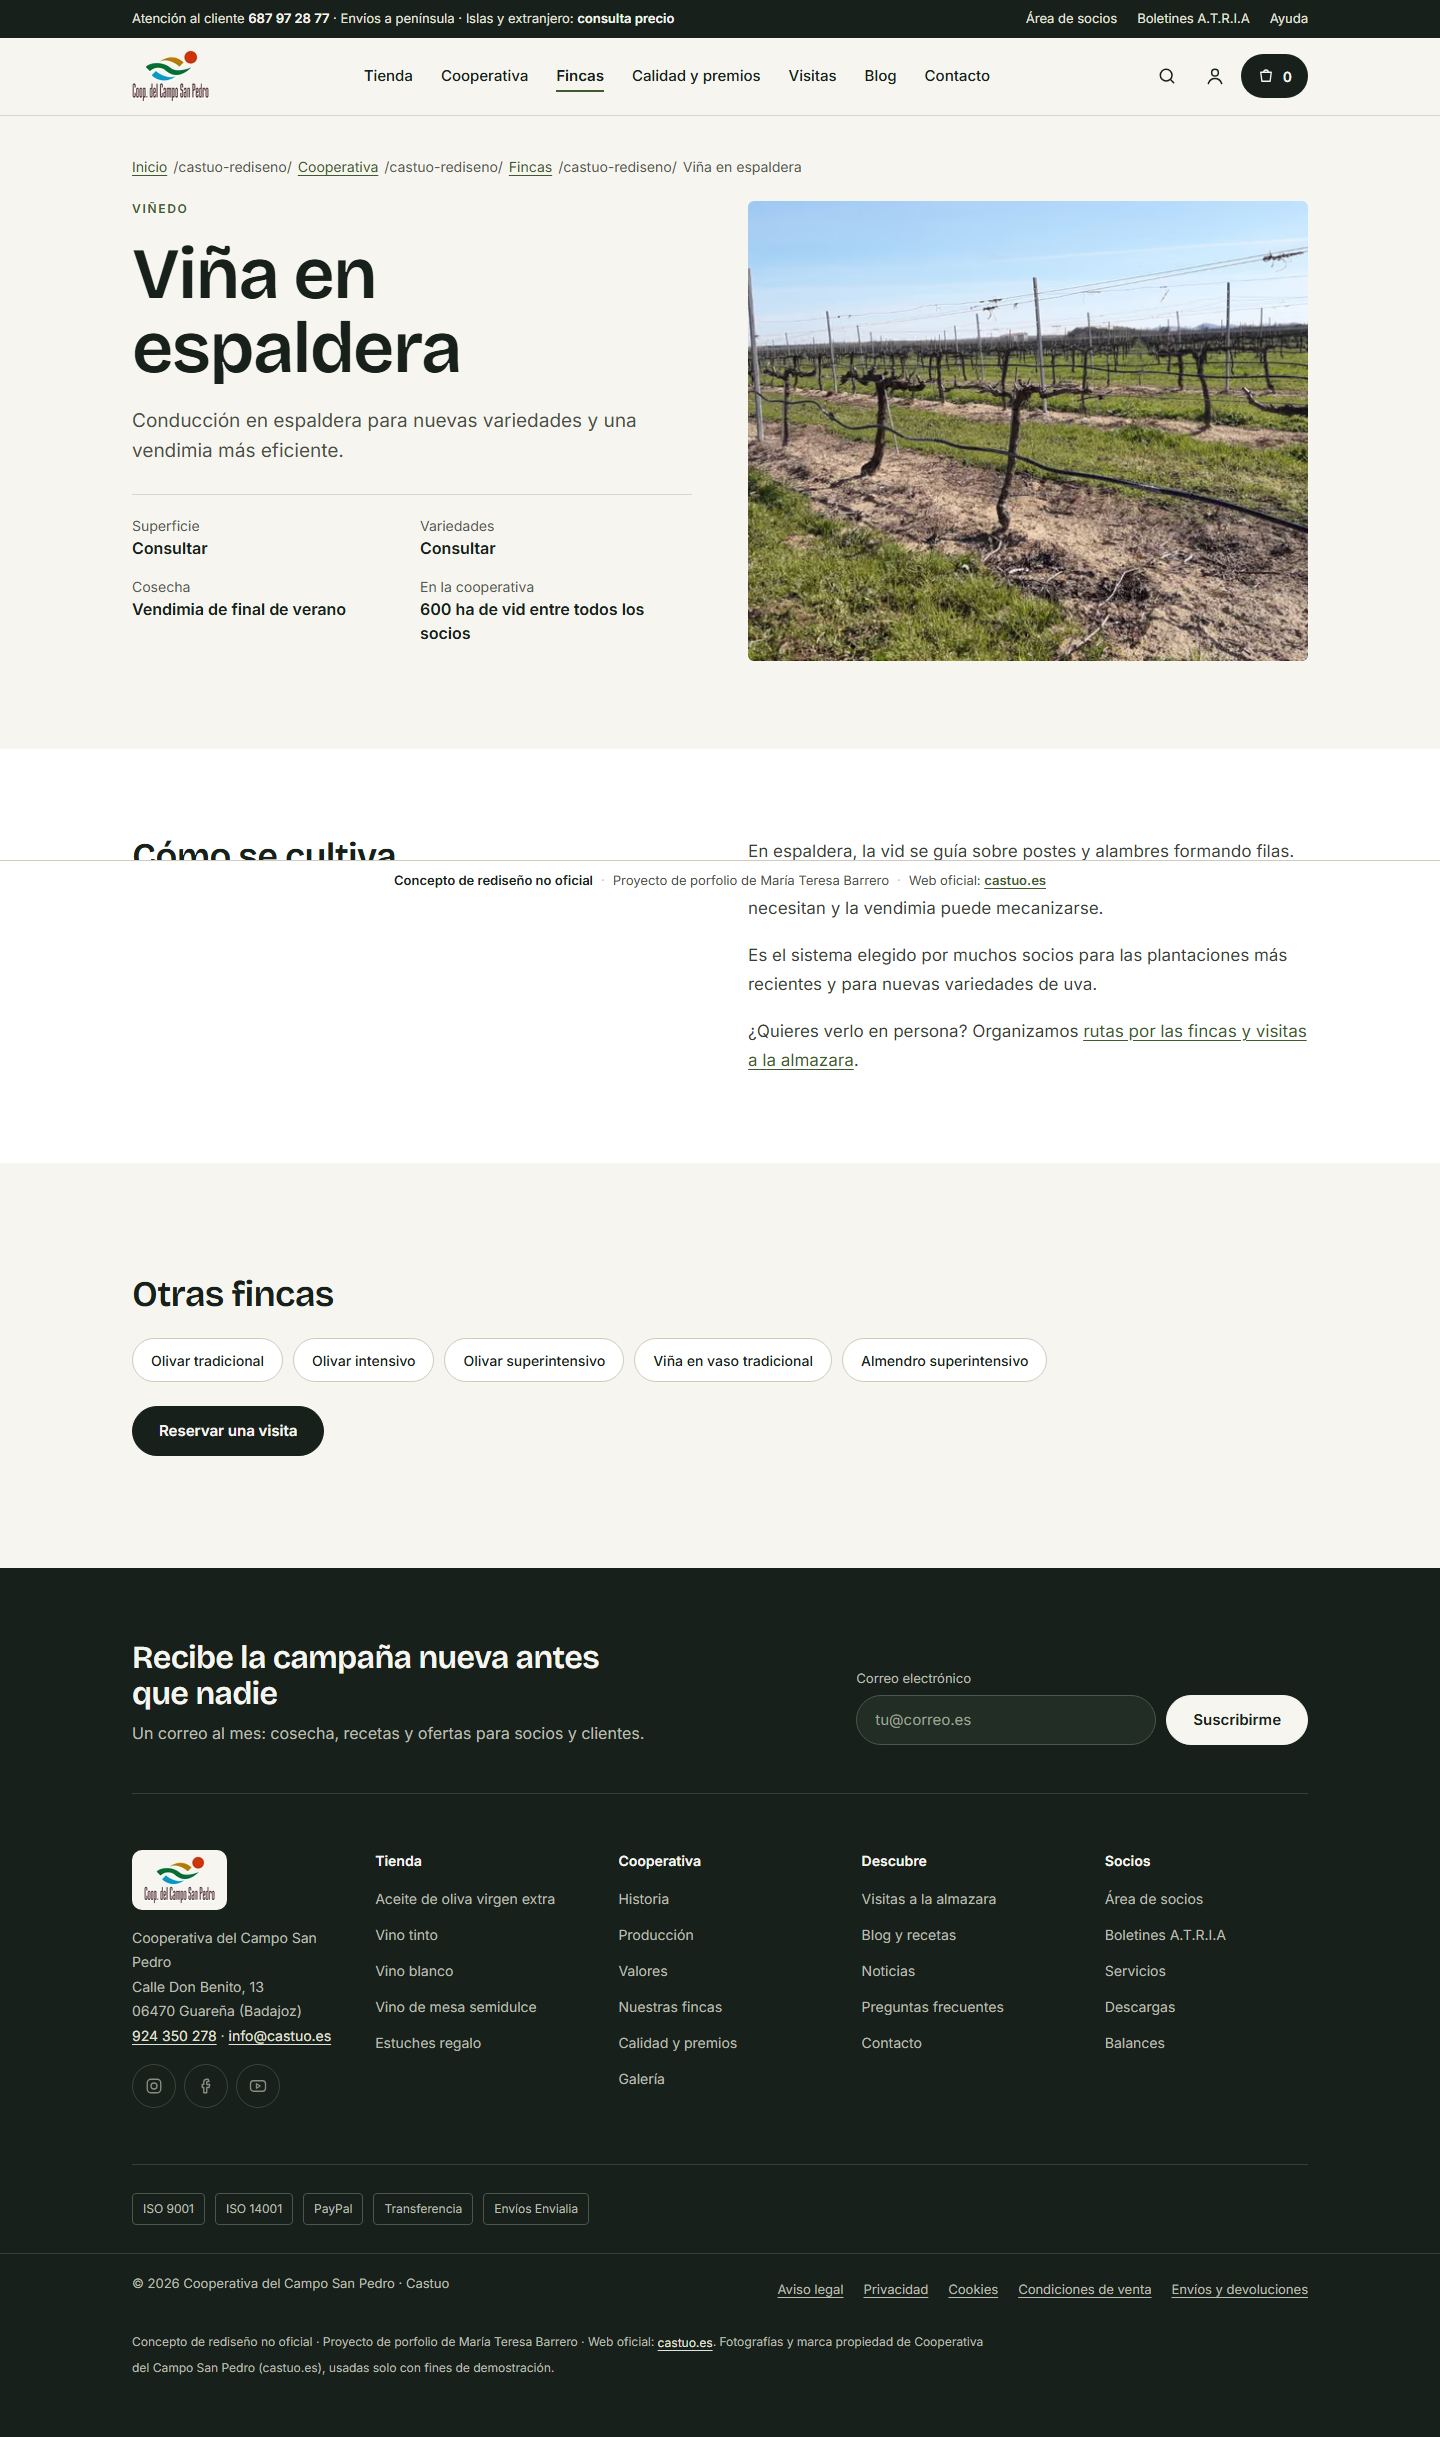 Atención al cliente 687 97 28 77 · Envíos a península · Islas y extranjero: consulta precio
Área de socios Boletines A.T.R.I.A Ayuda
Coop. del Campo San Pedro
Tienda Cooperativa Fincas Calidad y premios Visitas Blog Contacto
0
Inicio /castuo-rediseno/ Cooperativa /castuo-rediseno/ Fincas /castuo-rediseno/ Viña en espaldera
VIÑEDO
Viña en
espaldera
Conducción en espaldera para nuevas variedades y una
vendimia más eficiente.
Superficie
Consultar
Variedades
Consultar
Cosecha
Vendimia de final de verano
En la cooperativa
600 ha de vid entre todos los
socios
Cómo se cultiva
En espaldera, la vid se guía sobre postes y alambres formando filas.
Concepto de rediseño no oficial · Proyecto de porfolio de María Teresa Barrero · Web oficial: castuo.es
necesitan y la vendimia puede mecanizarse.
Es el sistema elegido por muchos socios para las plantaciones más
recientes y para nuevas variedades de uva.
¿Quieres verlo en persona? Organizamos rutas por las fincas y visitas
a la almazara.
Otras fincas
Olivar tradicional
Olivar intensivo
Olivar superintensivo
Viña en vaso tradicional
Almendro superintensivo
Reservar una visita
Recibe la campaña nueva antes
que nadie
Un correo al mes: cosecha, recetas y ofertas para socios y clientes.
Correo electrónico
tu@correo.es
Suscribirme
Coop. del Campo San Pedro
Cooperativa del Campo San
Pedro
Calle Don Benito, 13
06470 Guareña (Badajoz)
924 350 278 · info@castuo.es
Tienda
Aceite de oliva virgen extra
Vino tinto
Vino blanco
Vino de mesa semidulce
Estuches regalo
Cooperativa
Historia
Producción
Valores
Nuestras fincas
Calidad y premios
Galería
Descubre
Visitas a la almazara
Blog y recetas
Noticias
Preguntas frecuentes
Contacto
Socios
Área de socios
Boletines A.T.R.I.A
Servicios
Descargas
Balances
ISO 9001
ISO 14001
PayPal
Transferencia
Envíos Envialia
© 2026 Cooperativa del Campo San Pedro · Castuo
Aviso legal Privacidad Cookies Condiciones de venta Envíos y devoluciones
Concepto de rediseño no oficial · Proyecto de porfolio de María Teresa Barrero · Web oficial: castuo.es. Fotografías y marca propiedad de Cooperativa
del Campo San Pedro (castuo.es), usadas solo con fines de demostración.